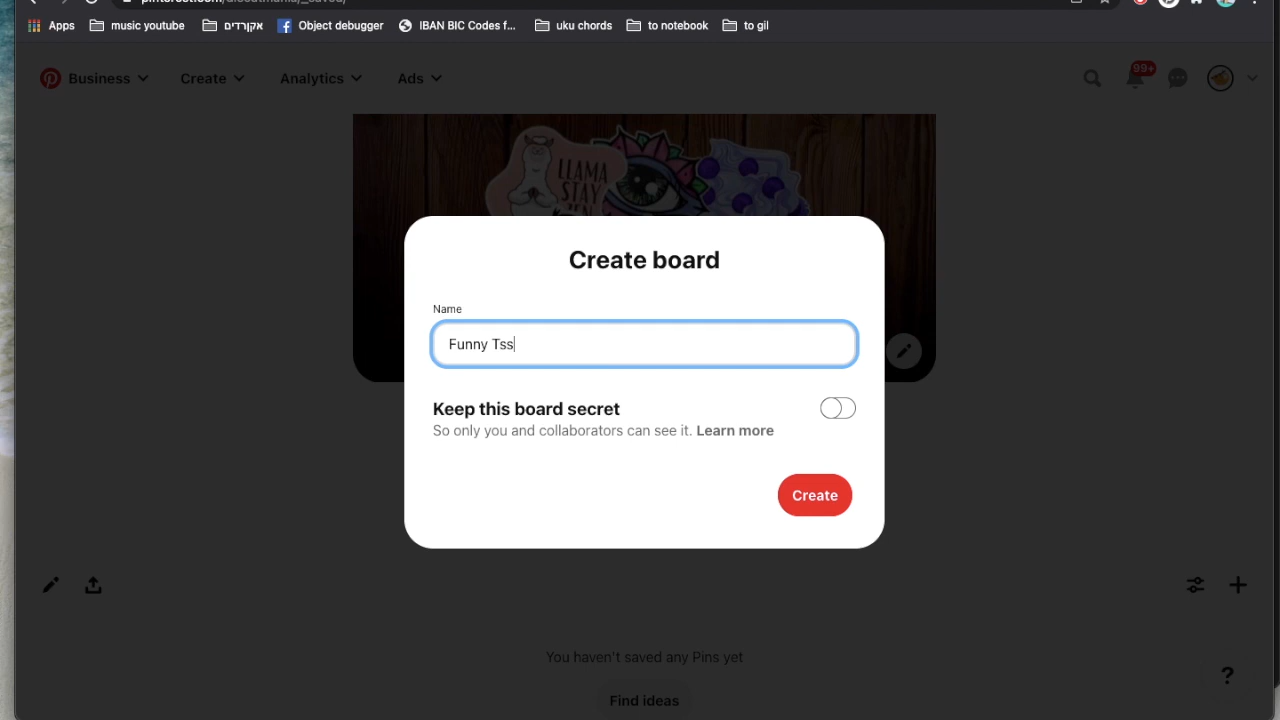 Apps music youtube אקורדים Object debugger IBAN BIC Codes f... uku chords to notebook to gil
Business Create Analytics Ads 99+
LLAMA
STAY
Create board
Name
Funny Tss
Keep this board secret
So only you and collaborators can see it. Learn more
Create
You haven't saved any Pins yet
?
Find ideas